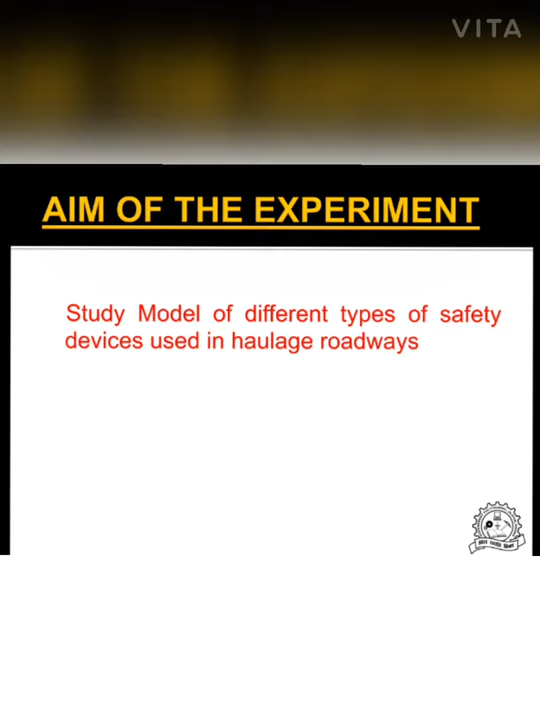 VITA
AIM OF THE EXPERIMENT
Study Model of different types of safety
devices used in haulage roadways